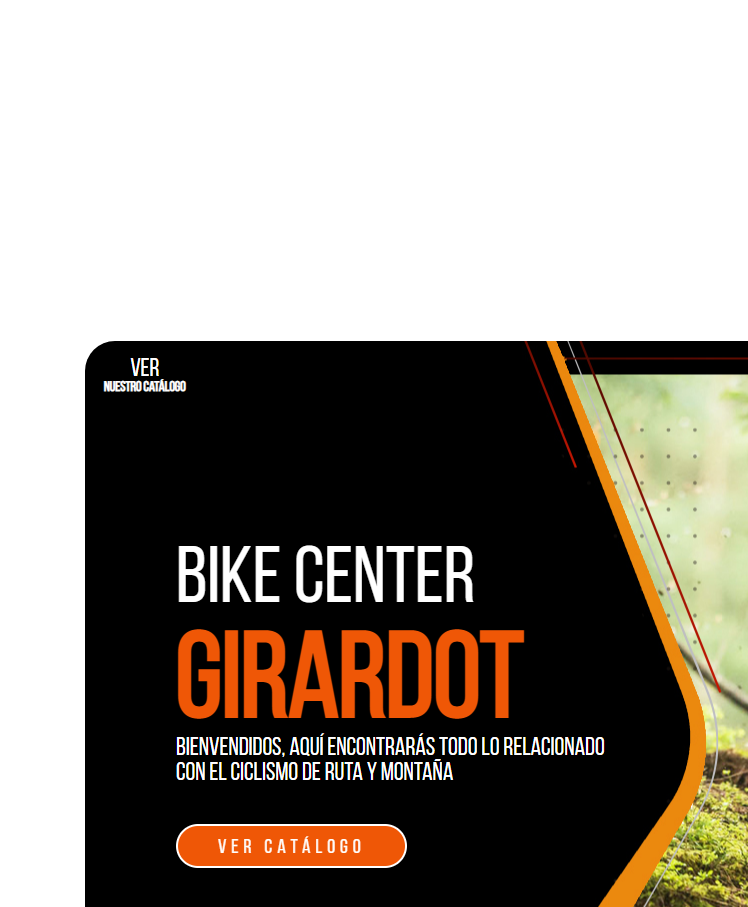 VER
NUESTRO CATÁLOGO
BIKE CENTER
GIRARDOT
BIENVENDIDOS, AQUÍ ENCONTRARÁS TODO LO RELACIONADO
CON EL CICLISMO DE RUTA Y MONTAÑA
VER CATÁLOGO